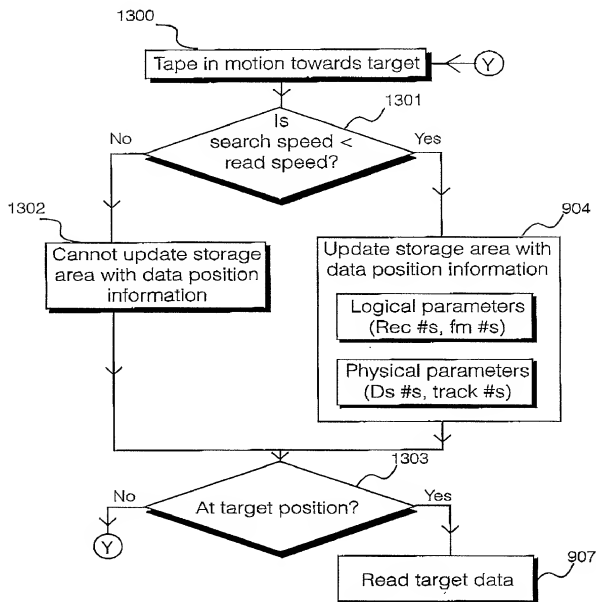 1300
Tape in motion towards target
Y
1301
Is
search speed <
read speed?
No
Yes
1302
Cannot update storage
area with data position
information
904
Update storage area with
data position information
Logical parameters
(Rec #s, fm #s)
Physical parameters
(Ds #s, track #s)
1303
At target position?
No
Yes
Y
907
Read target data